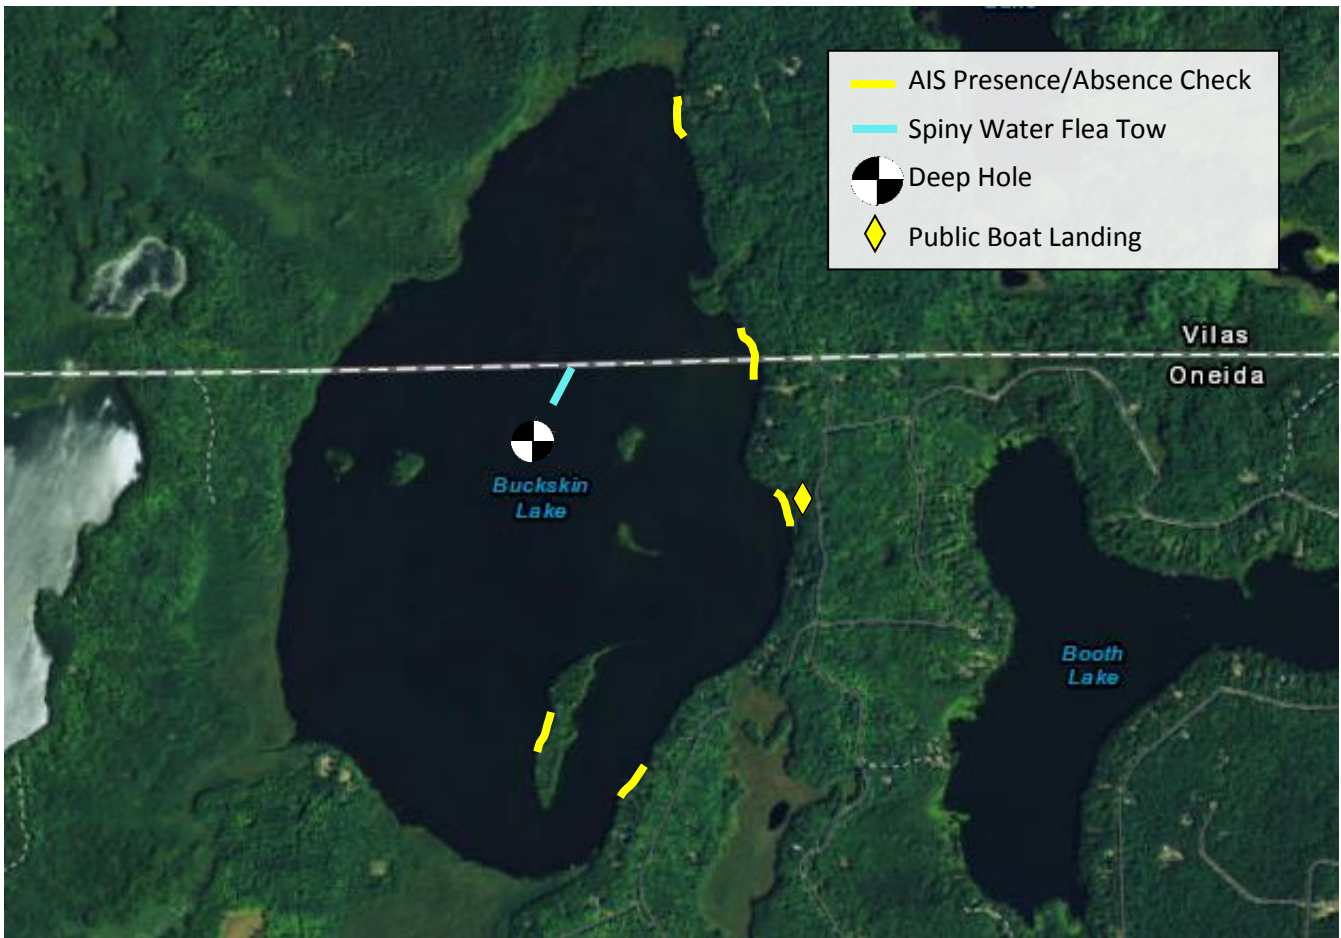 Lake
AIS Presence/Absence Check
Spiny Water Flea Tow
Deep Hole
Public Boat Landing
Vilas
Oneida
Buckskin
Lake
Booth
Lake